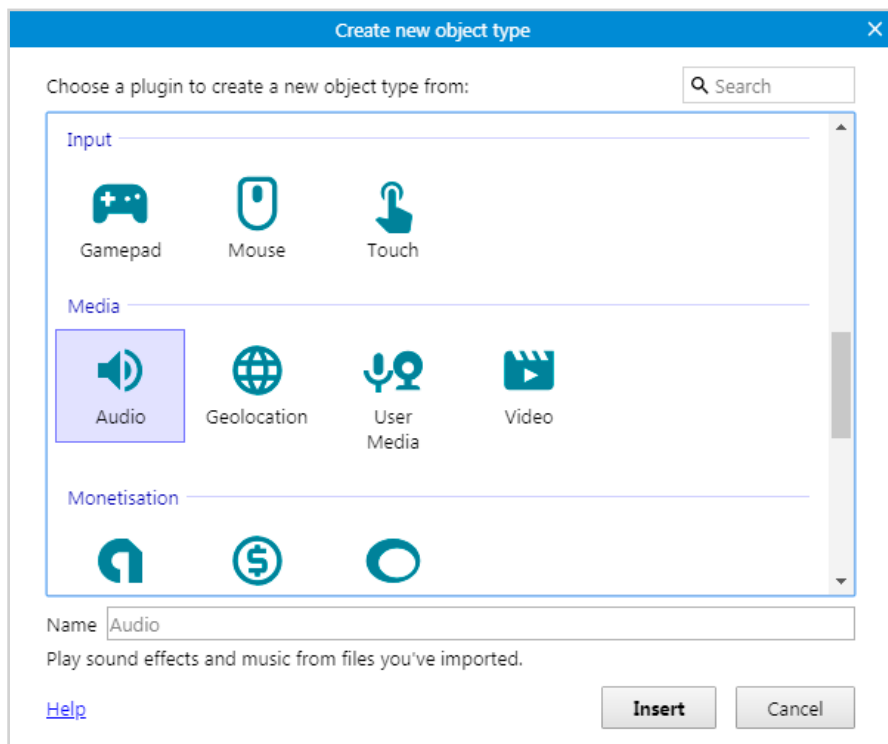 Create new object type
Choose a plugin to create a new object type from:
Search
Input
Gamepad
Mouse
Touch
Media
Audio
Geolocation
User
Media
Video
Monetisation
Name
Audio
Play sound effects and music from files you've imported.
Help
Insert
Cancel